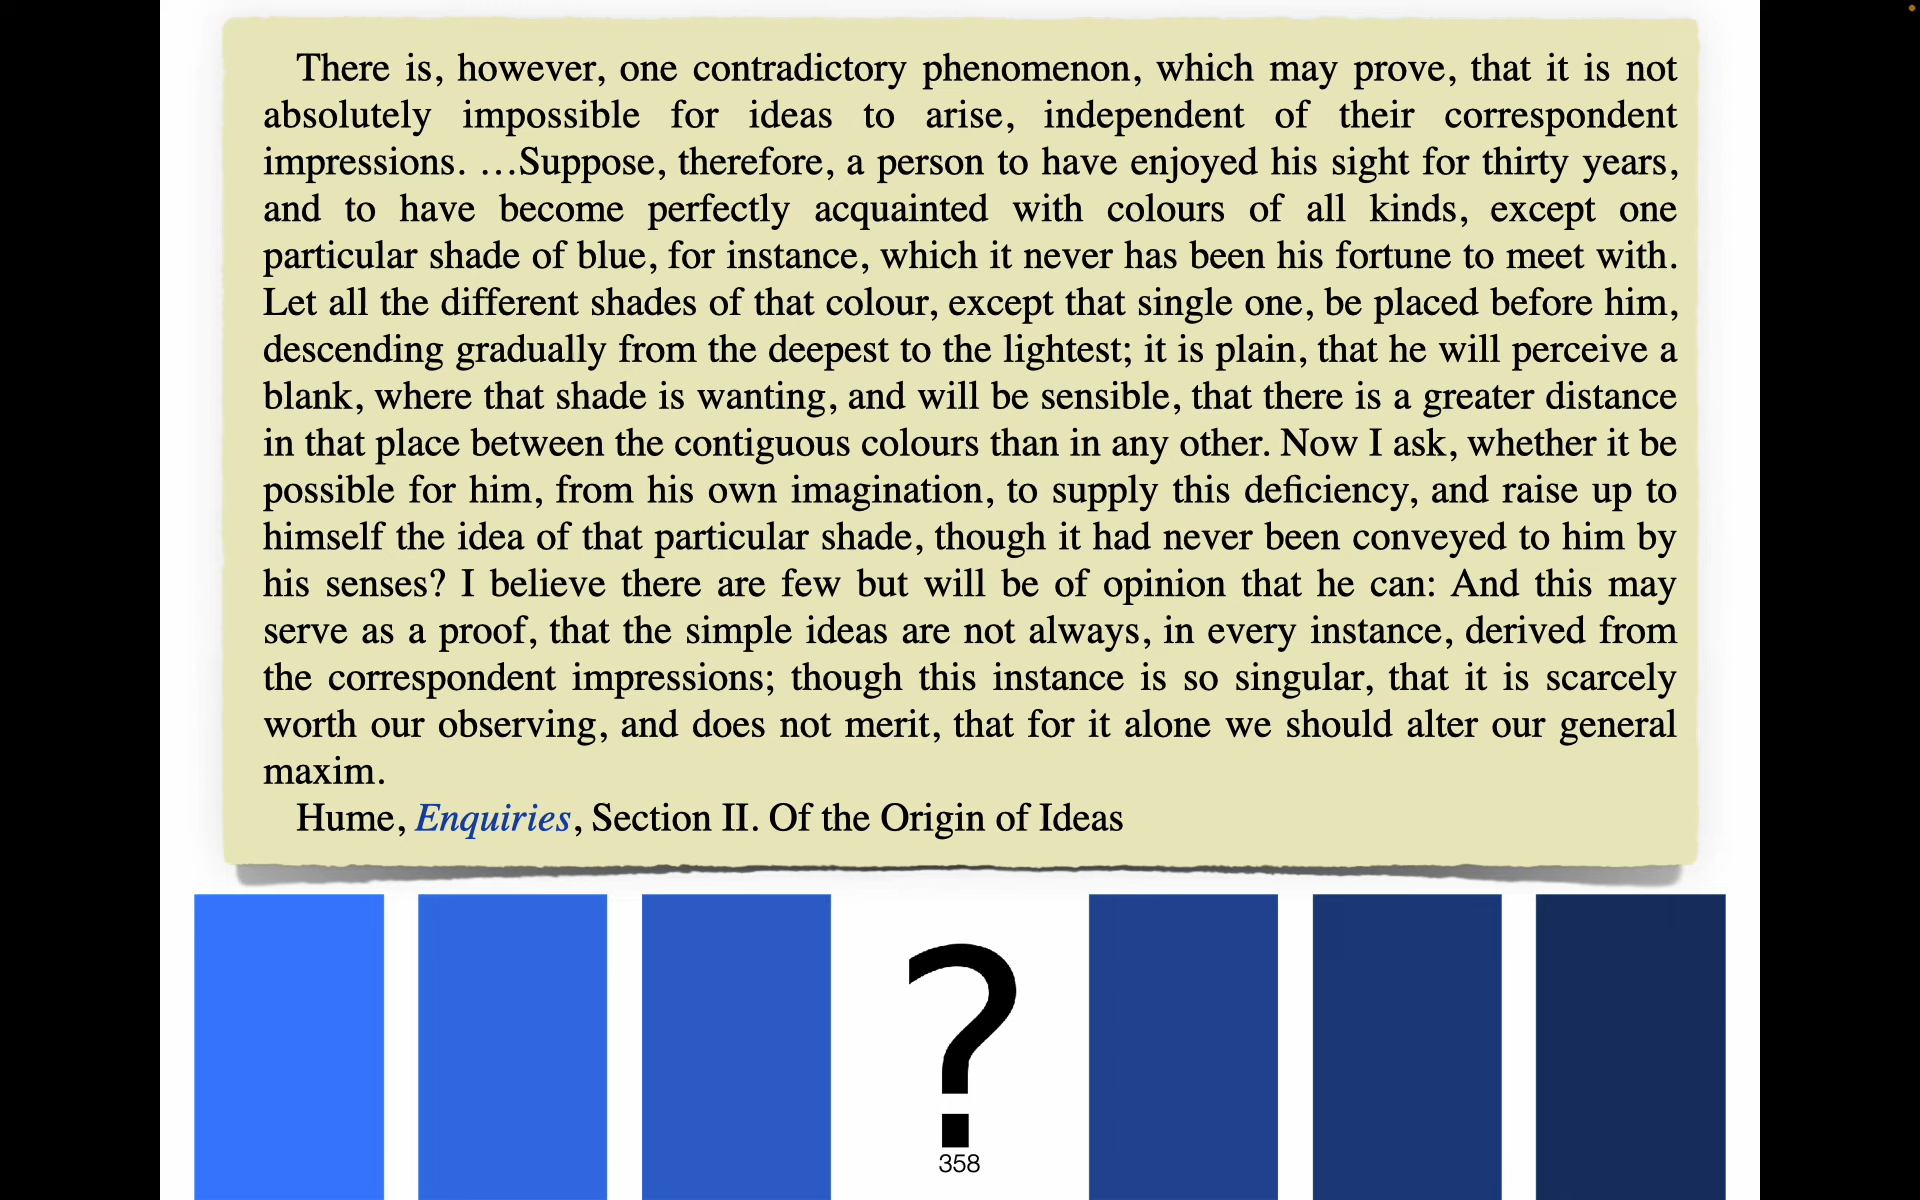 There is, however, one contradictory phenomenon, which may prove, that it is not
absolutely impossible for ideas to arise, independent of their correspondent
impressions. …Suppose, therefore, a person to have enjoyed his sight for thirty years,
and to have become perfectly acquainted with colours of all kinds, except one
particular shade of blue, for instance, which it never has been his fortune to meet with.
Let all the different shades of that colour, except that single one, be placed before him,
descending gradually from the deepest to the lightest; it is plain, that he will perceive a
blank, where that shade is wanting, and will be sensible, that there is a greater distance
in that place between the contiguous colours than in any other. Now I ask, whether it be
possible for him, from his own imagination, to supply this deficiency, and raise up to
himself the idea of that particular shade, though it had never been conveyed to him by
his senses? I believe there are few but will be of opinion that he can: And this may
serve as a proof, that the simple ideas are not always, in every instance, derived from
the correspondent impressions; though this instance is so singular, that it is scarcely
worth our observing, and does not merit, that for it alone we should alter our general
maxim.
Hume, Enquiries, Section II. Of the Origin of Ideas
?
358